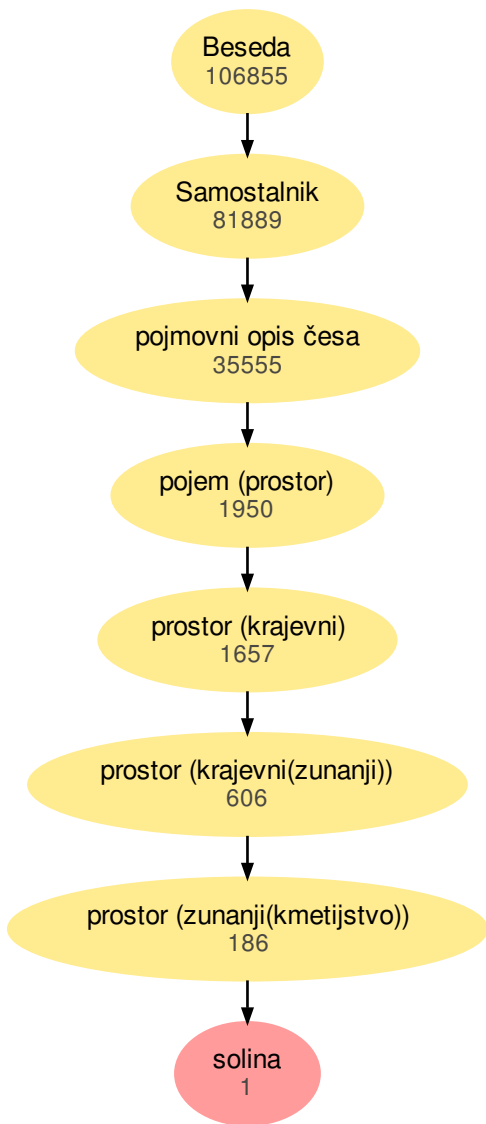 Beseda
106855
Samostalnik
81889
pojmovni opis česa
35555
pojem (prostor)
1950
prostor (krajevni)
1657
prostor (krajevni(zunanji))
606
prostor (zunanji(kmetijstvo))
186
solina
1